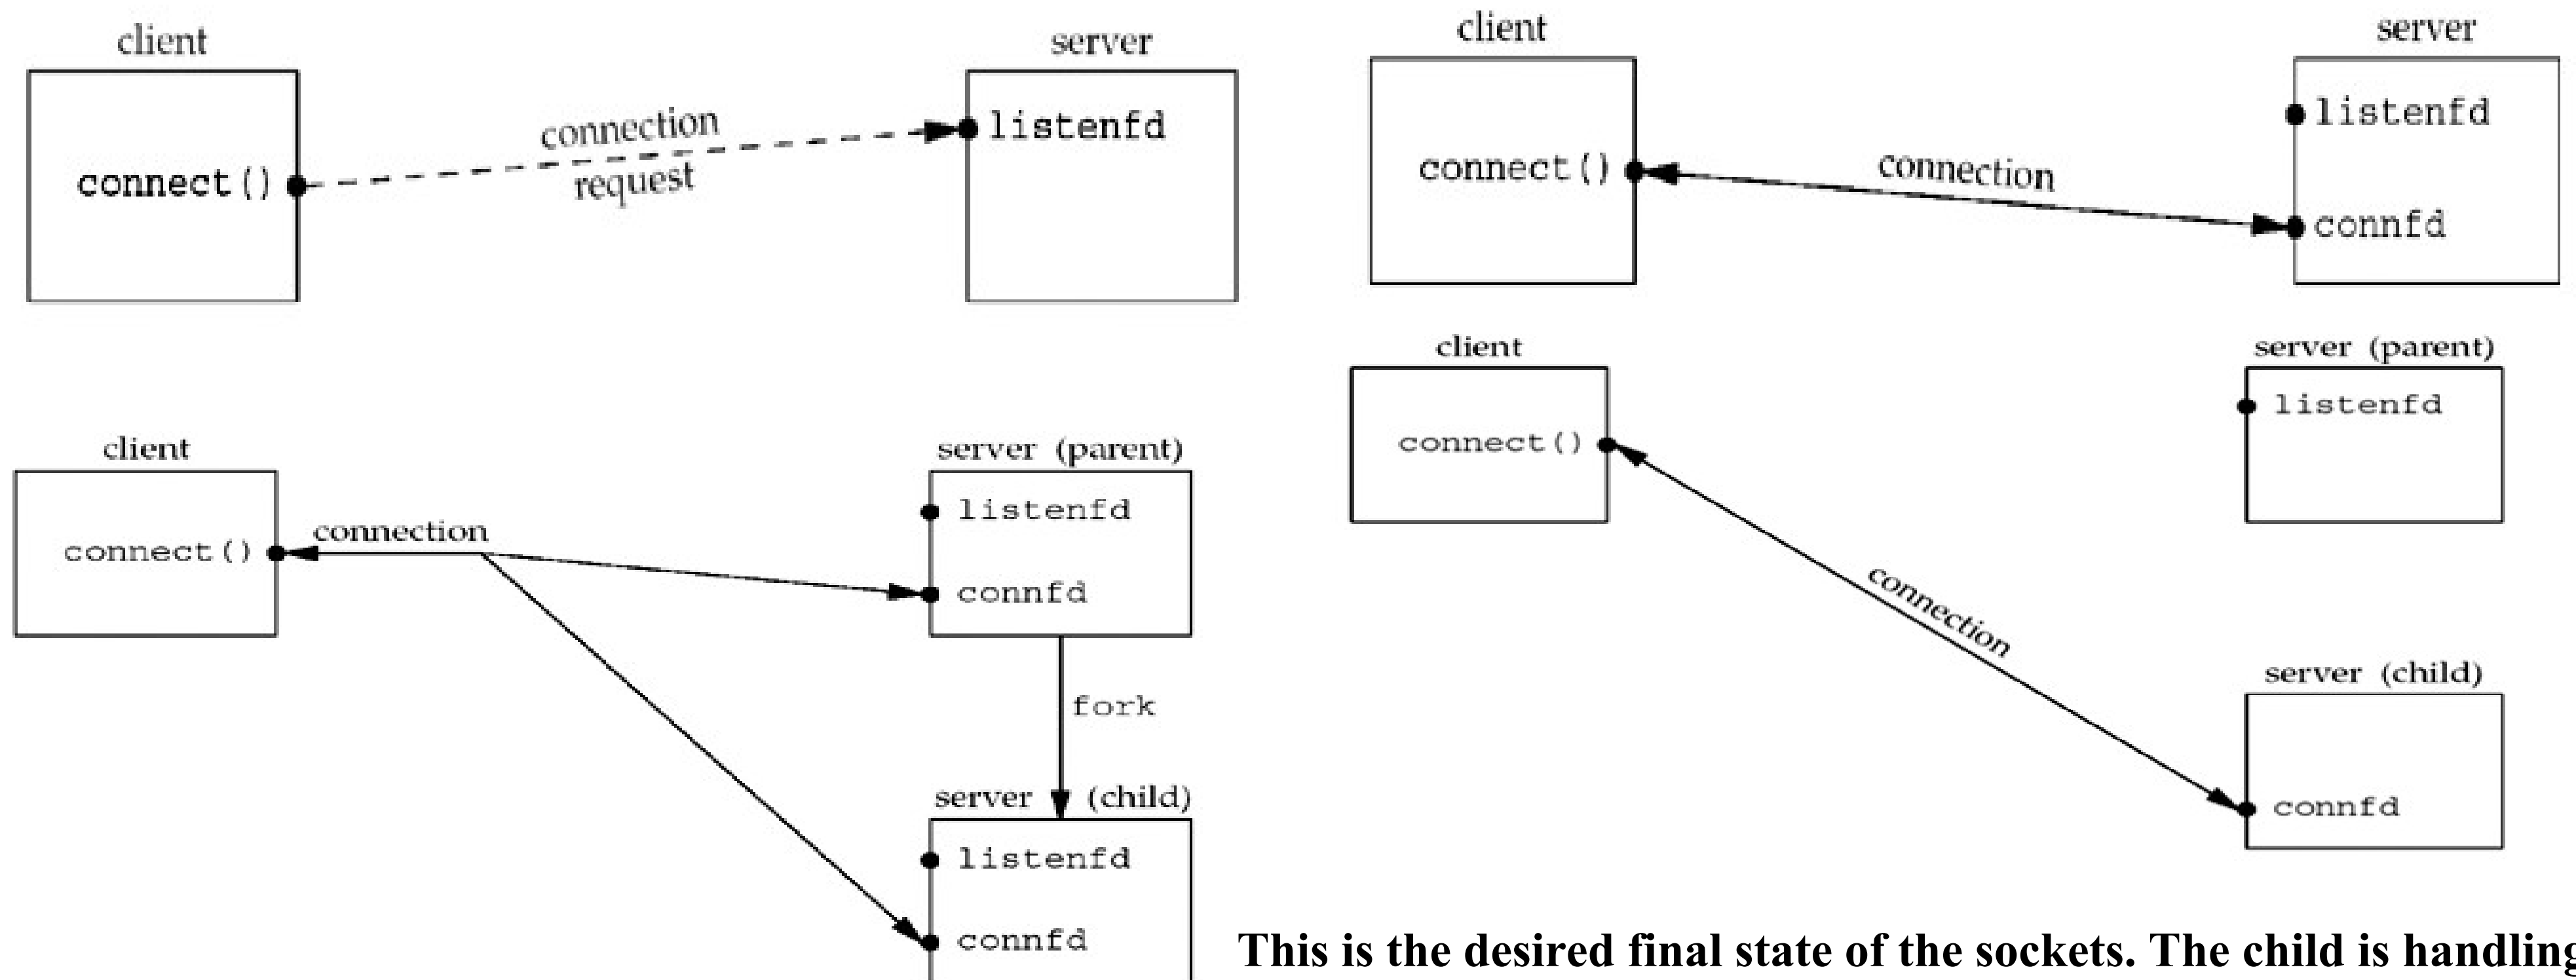 client
server
connect()
connection
request
listenfd
client
server
connect()
connection
listenfd
connfd
client
server (parent)
connect()
connection
listenfd
connfd
fork
server (child)
listenfd
connfd
client
server (parent)
connect()
listenfd
connection
server (child)
connfd
This is the desired final state of the sockets. The child is handling